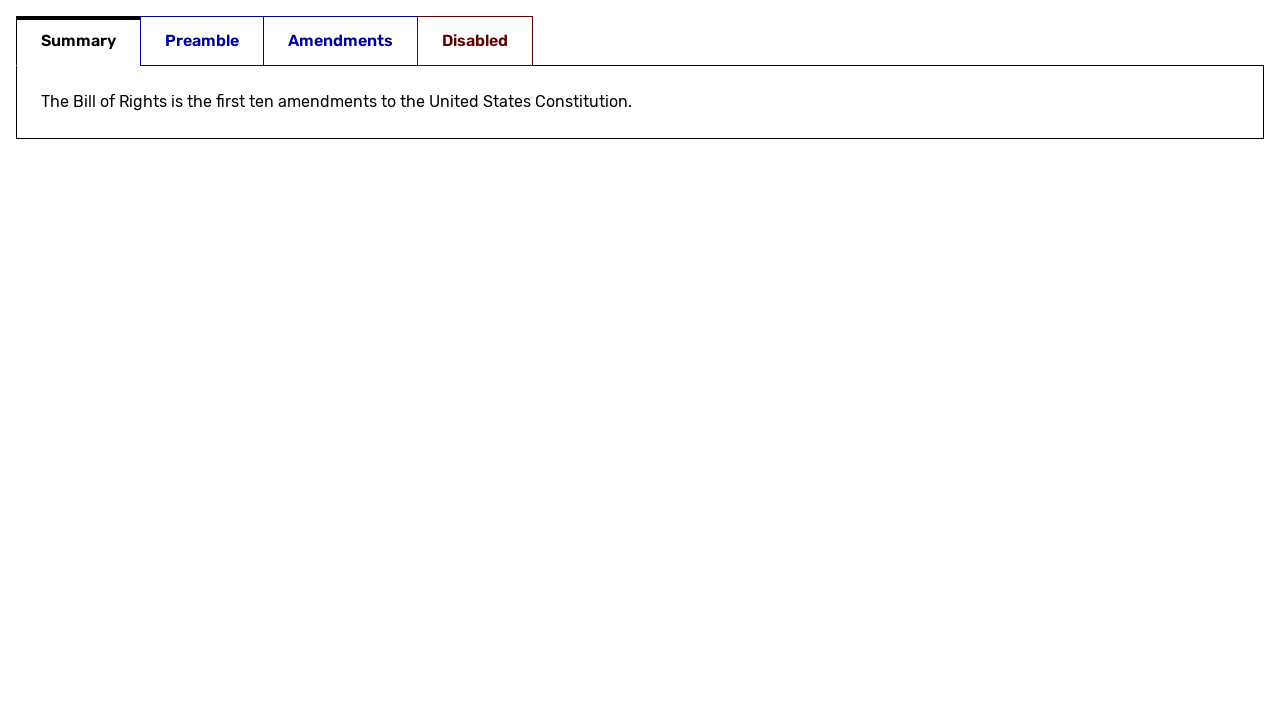 Summary Preamble Amendments Disabled
The Bill of Rights is the first ten amendments to the United States Constitution.